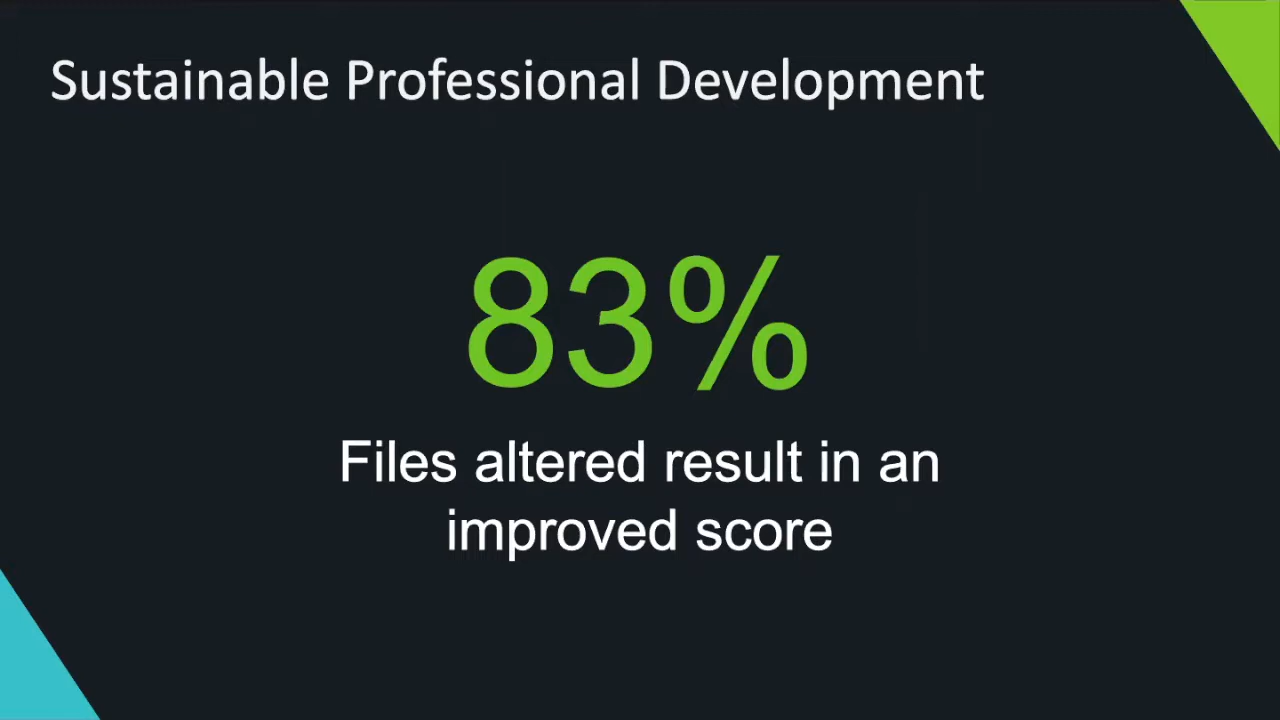 Sustainable Professional Development
83%
Files altered result in an
improved score